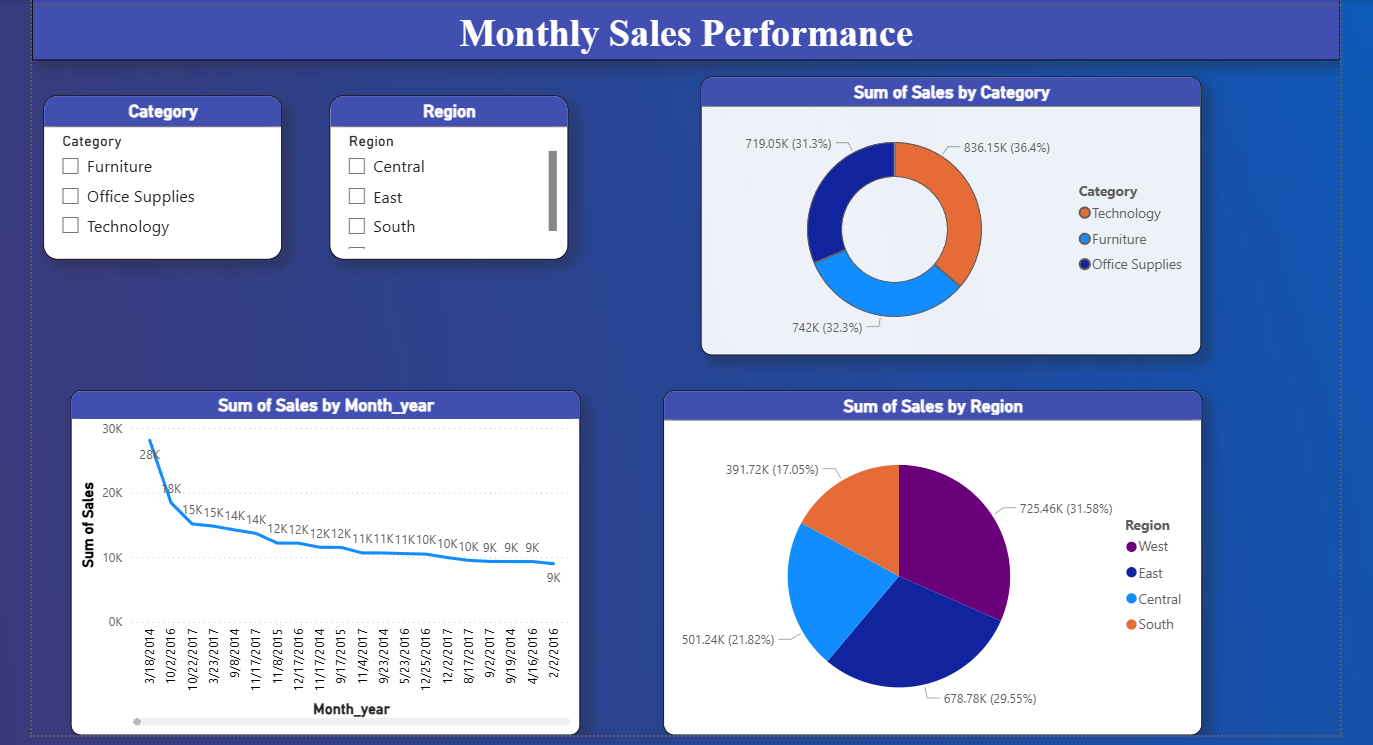 Monthly Sales Performance
Category
Category
Furniture
Office Supplies
Technology
Region
Region
Central
East
South
Sum of Sales by Category
719.05K (31.3%)
836.15K (36.4%)
742K (32.3%)
Category
Technology
Furniture
Office Supplies
Sum of Sales by Month_year
Sum of Sales
30K
20K
10K
0K
28K
18K
15K
15K
14K
14K
12K
12K
12K
12K
11K
11K
11K
10K
10K
10K
9K
9K
9K
9K
3/18/2014
10/2/2016
10/22/2017
3/23/2017
9/8/2014
11/17/2017
11/8/2015
12/17/2016
11/17/2014
9/17/2015
11/4/2017
9/23/2014
5/23/2016
12/25/2016
12/2/2017
8/17/2017
9/2/2017
9/19/2014
4/16/2016
2/2/2016
Month_year
Sum of Sales by Region
391.72K (17.05%)
725.46K (31.58%)
501.24K (21.82%)
678.78K (29.55%)
Region
West
East
Central
South